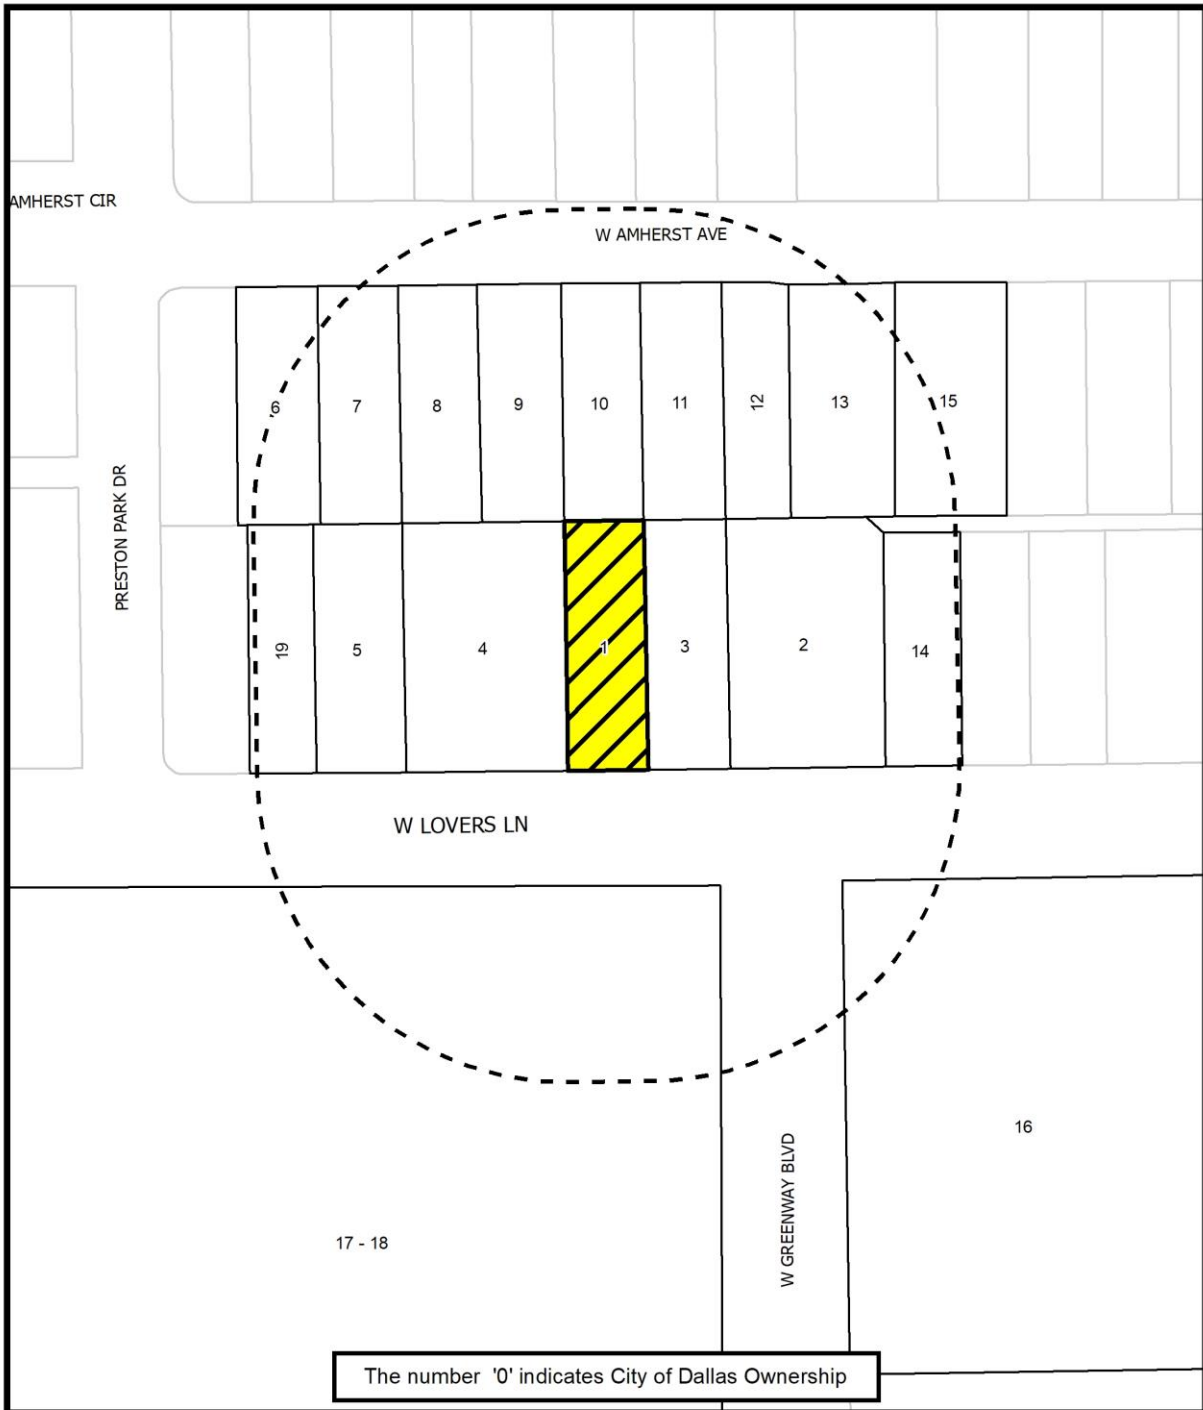 AMHERST CIR
W AMHERST AVE
6
7
8
9
10
11
12
13
15
PRESTON PARK DR
19
5
4
1
3
2
14
W LOVERS LN
16
W GREENWAY BLVD
17 - 18
The number '0' indicates City of Dallas Ownership